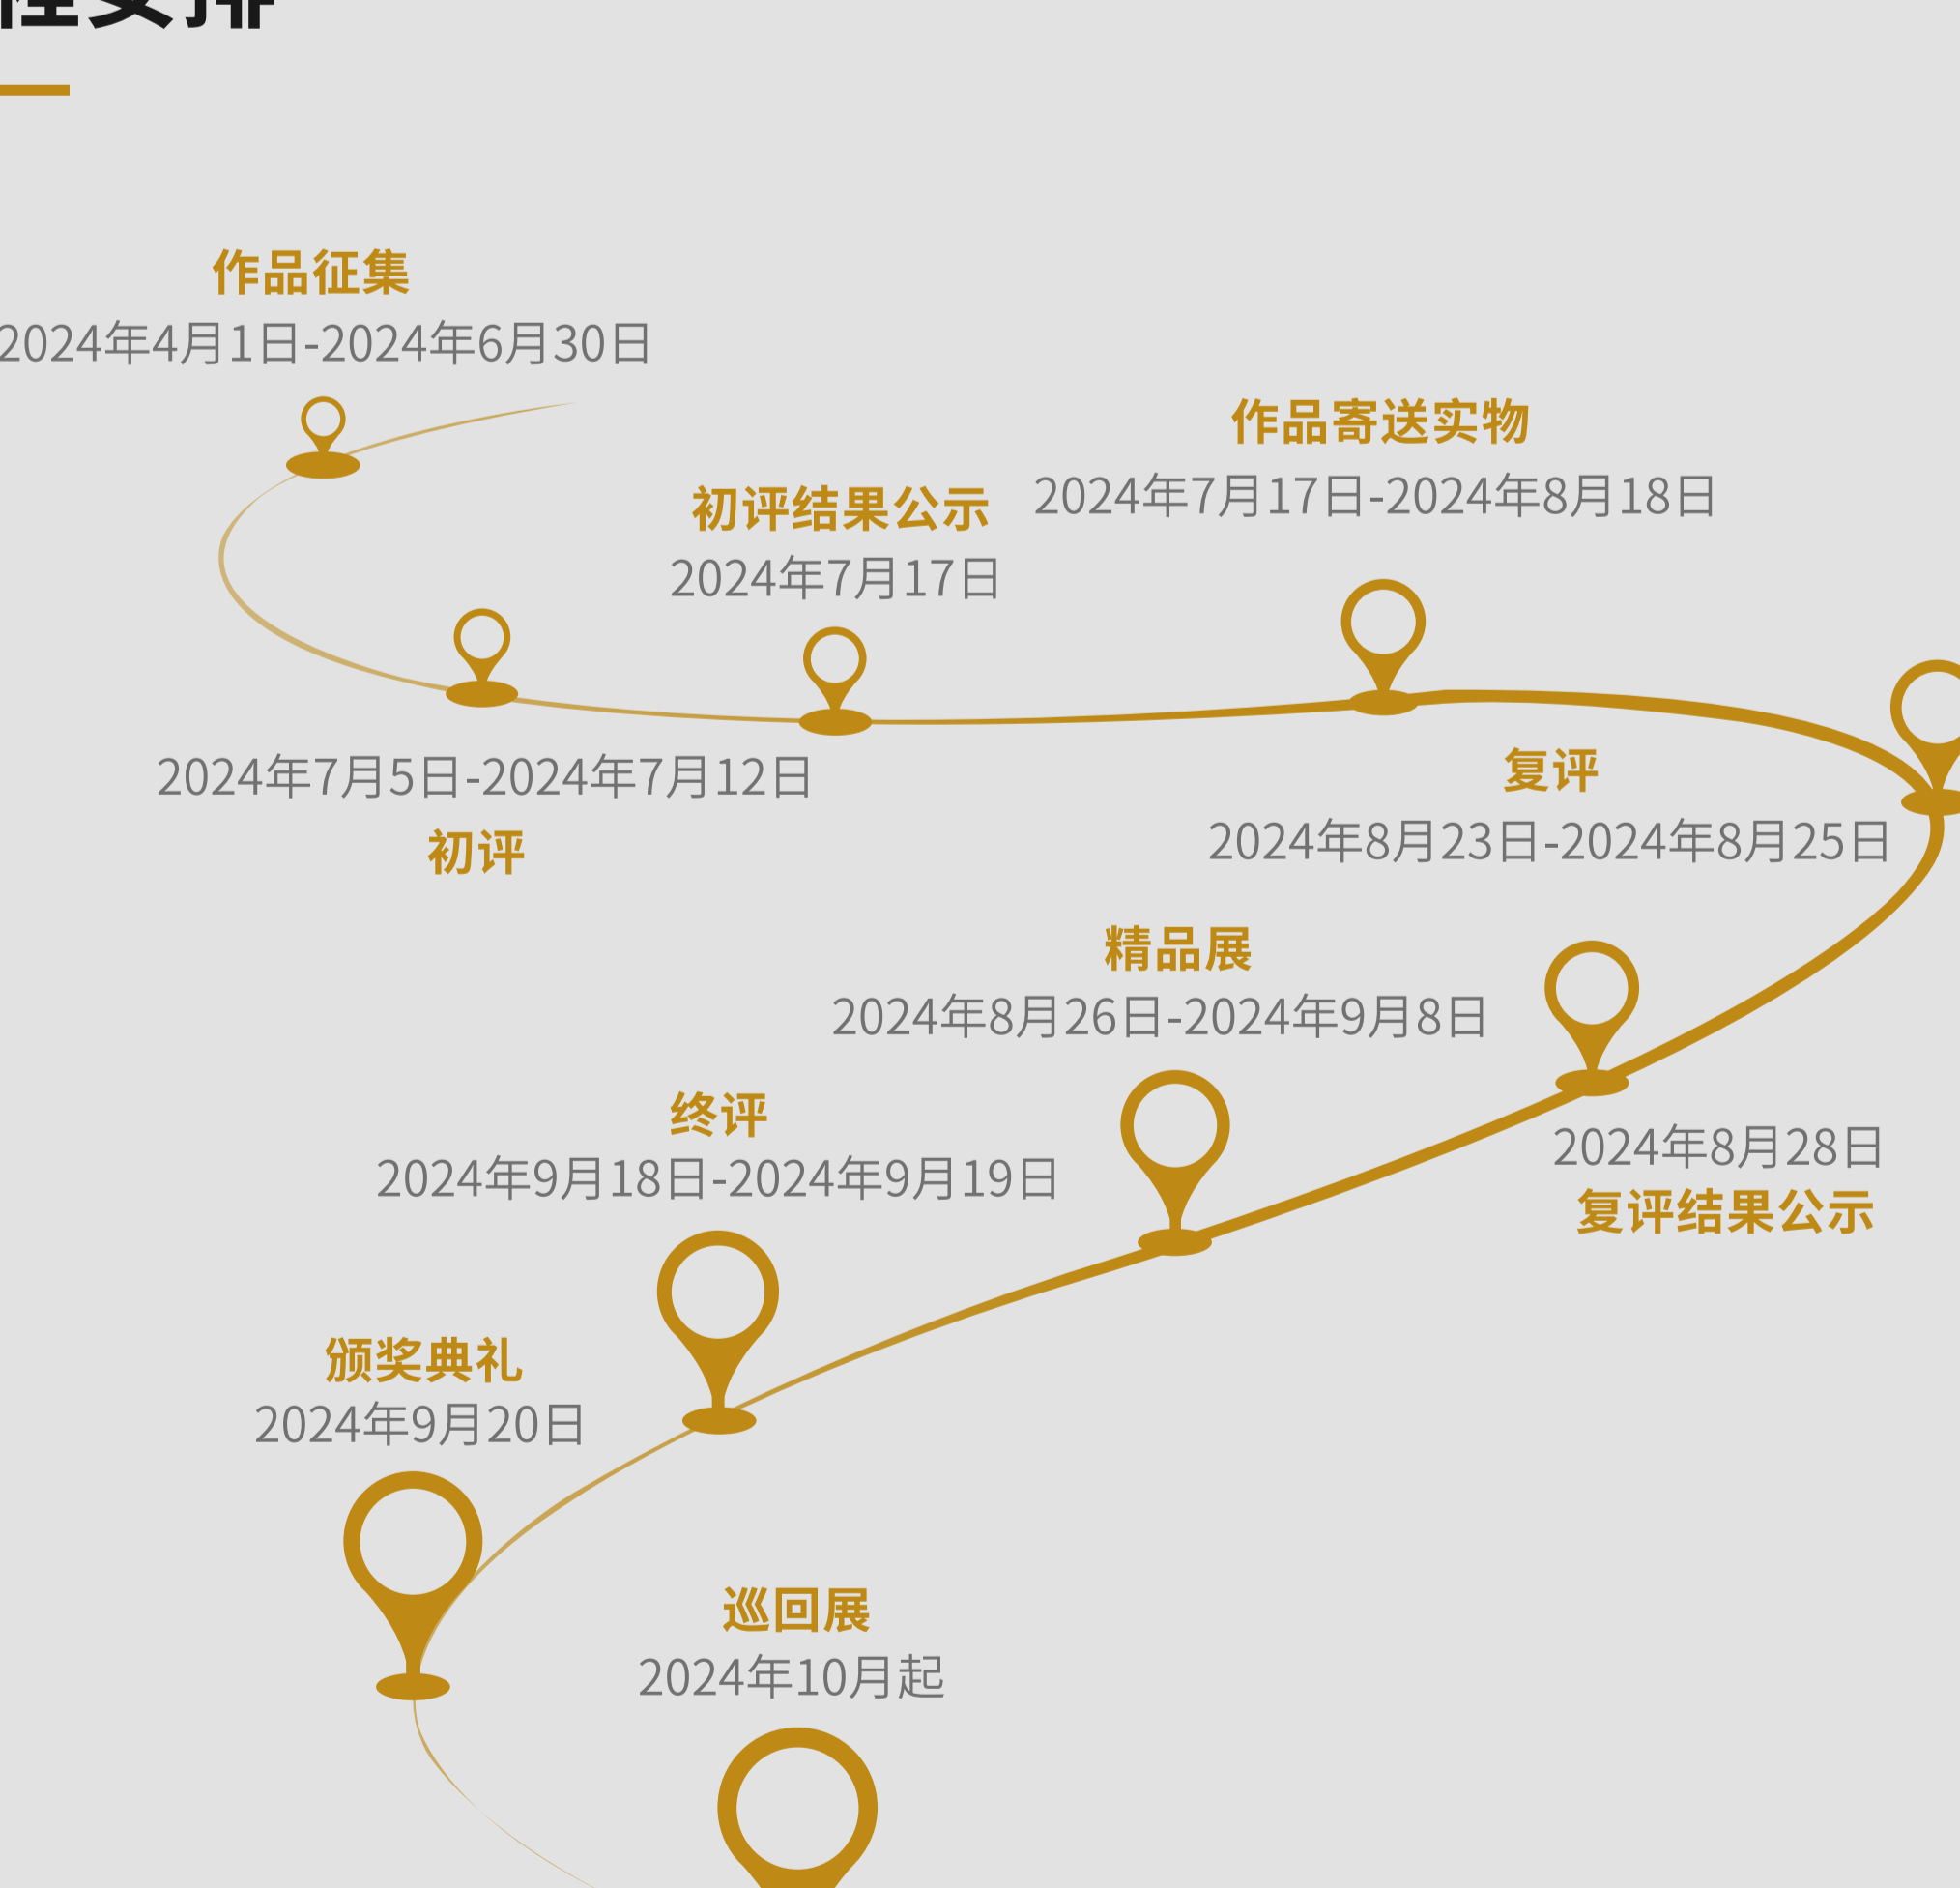 程安排
作品征集
2024年4月1日-2024年6月30日
作品寄送实物
2024年7月17日-2024年8月18日
初评结果公示
2024年7月17日
2024年7月5日-2024年7月12日
初评
复评
2024年8月23日-2024年8月25日
精品展
2024年8月26日-2024年9月8日
终评
2024年9月18日-2024年9月19日
2024年8月28日
复评结果公示
颁奖典礼
2024年9月20日
巡回展
2024年10月起